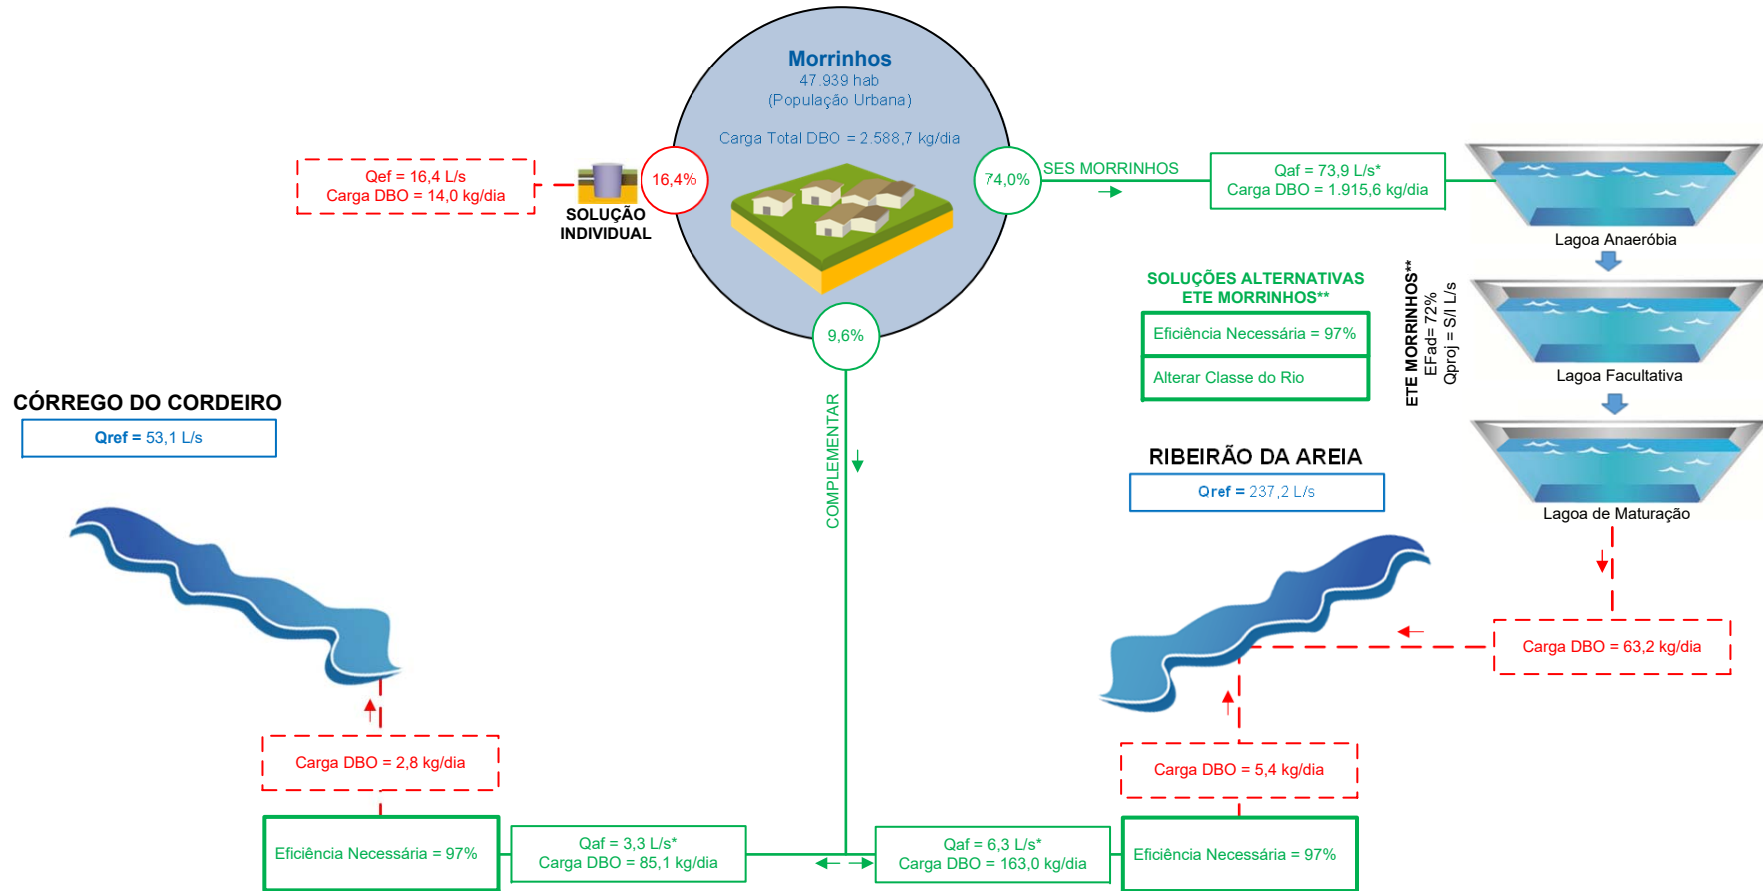 Morrinhos
47.939 hab
(População Urbana)
Carga Total DBO = 2.588,7 kg/dia
16,4%
74,0%
9,6%
Qef = 16,4 L/s
Carga DBO = 14,0 kg/dia
SOLUÇÃO
INDIVIDUAL
SES MORRINHOS
Qaf = 73,9 L/s*
Carga DBO = 1.915,6 kg/dia
Lagoa Anaeróbia
SOLUÇÕES ALTERNATIVAS
ETE MORRINHOS**
Eficiência Necessária = 97%
Alterar Classe do Rio
ETE MORRINHOS**
EFad= 72%
Qproj = S/I L/s
Lagoa Facultativa
Lagoa de Maturação
CÓRREGO DO CORDEIRO
Qref = 53,1 L/s
COMPLEMENTAR
RIBEIRÃO DA AREIA
Qref = 237,2 L/s
Carga DBO = 63,2 kg/dia
Carga DBO = 2,8 kg/dia
Carga DBO = 5,4 kg/dia
Eficiência Necessária = 97%
Qaf = 3,3 L/s*
Carga DBO = 85,1 kg/dia
Qaf = 6,3 L/s*
Carga DBO = 163,0 kg/dia
Eficiência Necessária = 97%